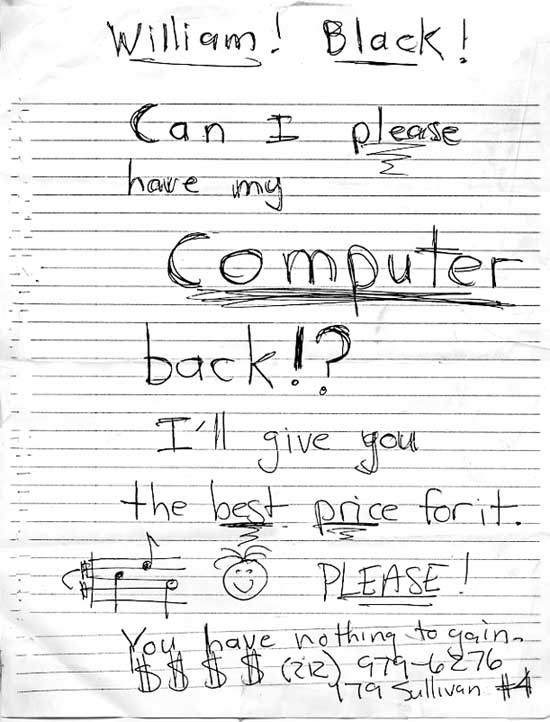 William! Black!
Can I please
have my
Computer
back!?
I'll give you
the best price for it.
PLEASE!
You have nothing to gain.
$ $ $ $ (212) 979-6276
179 Sullivan #4